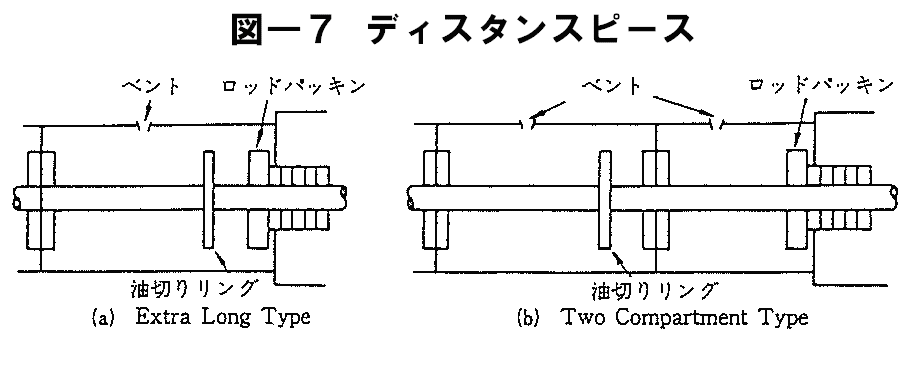 図―7 ディスタンスピース
ベント
ロッドパッキン
油切りリング
(a) Extra Long Type
ベント
ロッドパッキン
油切りリング
(b) Two Compartment Type